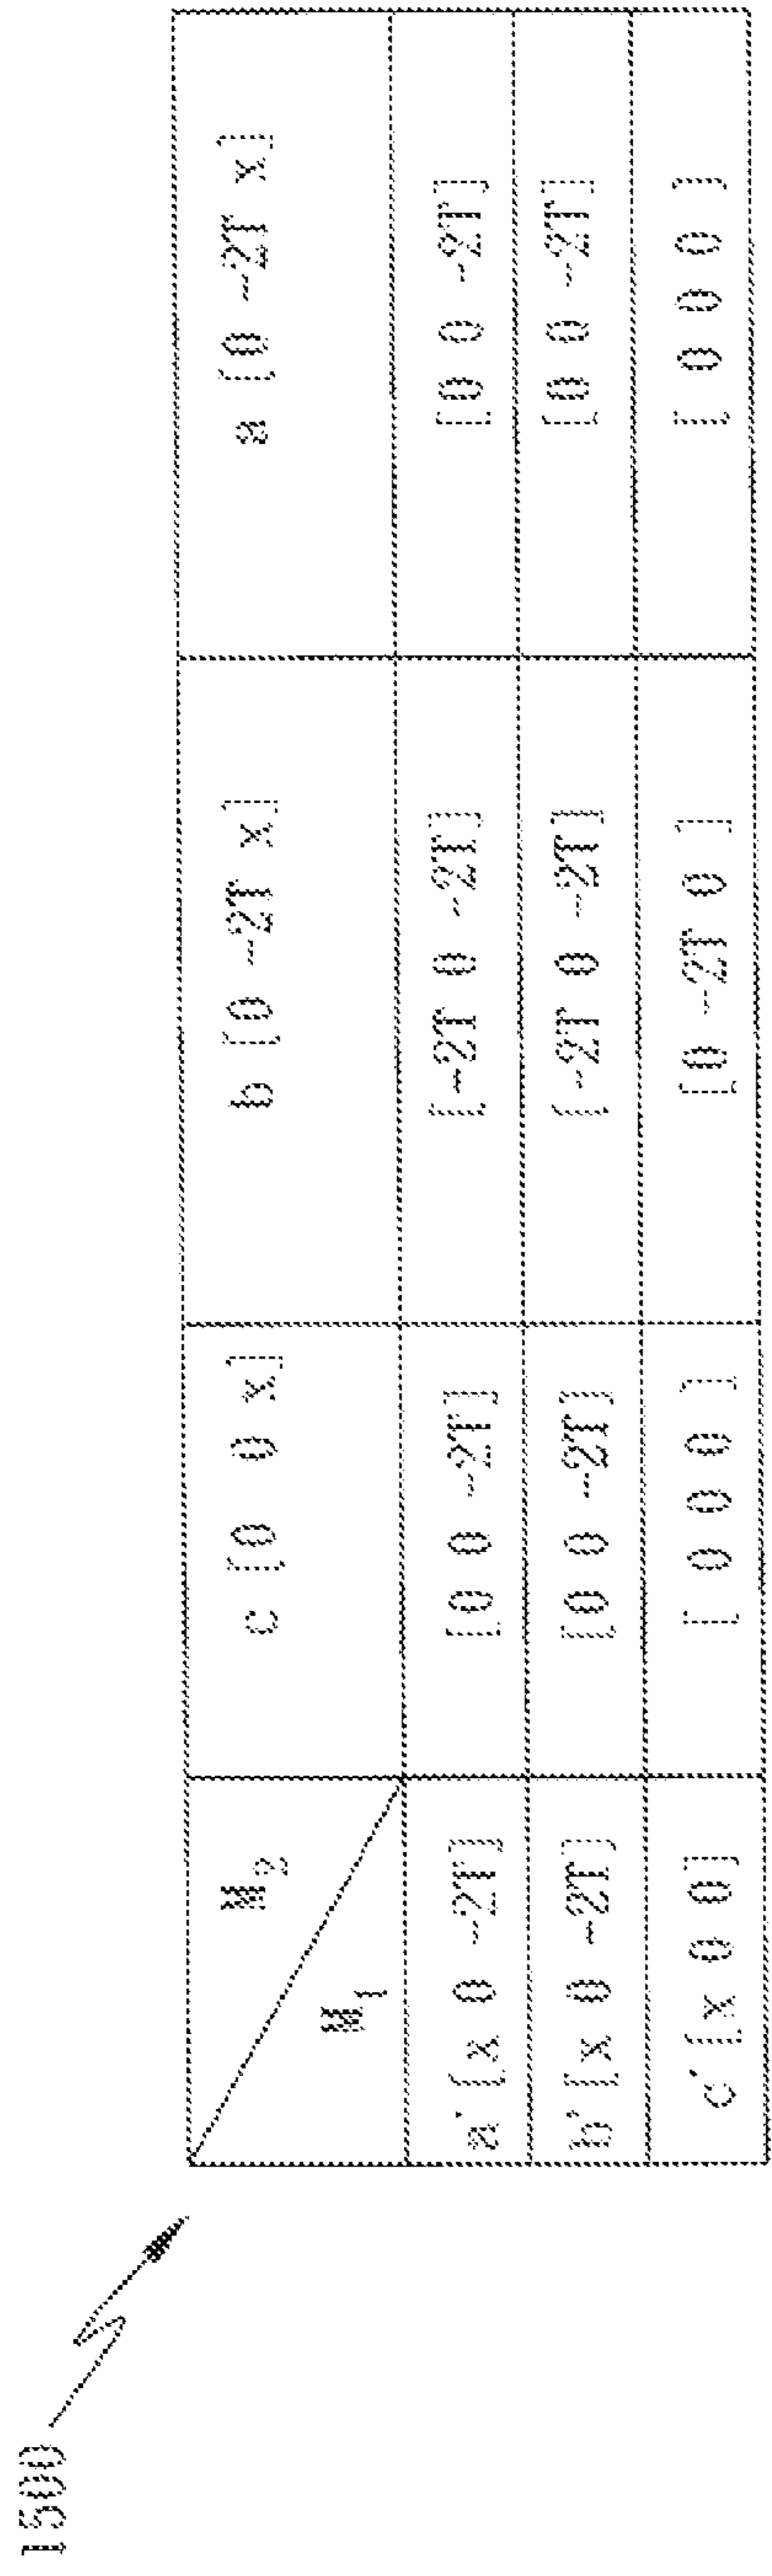 1500
M₂
M₁
c [0 0 x]
b [0 -2T x]
a [0 -2T x]
a' [x 0 -2T]
[0 0 -2T]
[-2T 0 -2T]
[0 0 -2T]
b' [x 0 -2T]
[0 0 -2T]
[-2T 0 -2T]
[0 0 -2T]
c' [x 0 0]
[ 0 0 0 ]
[0 -2T 0 ]
[ 0 0 0 ]